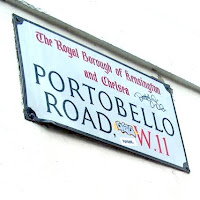 The Royal Borough of Kensington
and Chelsea
PORTOBELLO
ROAD, W.11